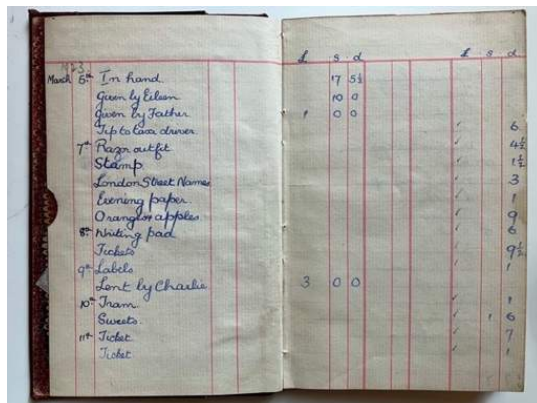 £ s d £ s d
1923
March 6th In hand 17 5½
Given by Eileen 10 0
Given by Father 1 0 0
Tip to taxi driver 6
7th Razor outfit 4½
Stamp 1½
London Street Names 3
Evening paper 1
Oranges apples 9
8th Writing pad 6
Tickets 9½
9th Labels 1
Lent by Charlie 3 0 0
10th Tram 1
Sweets 1 6
11th Ticket 7
Ticket 1